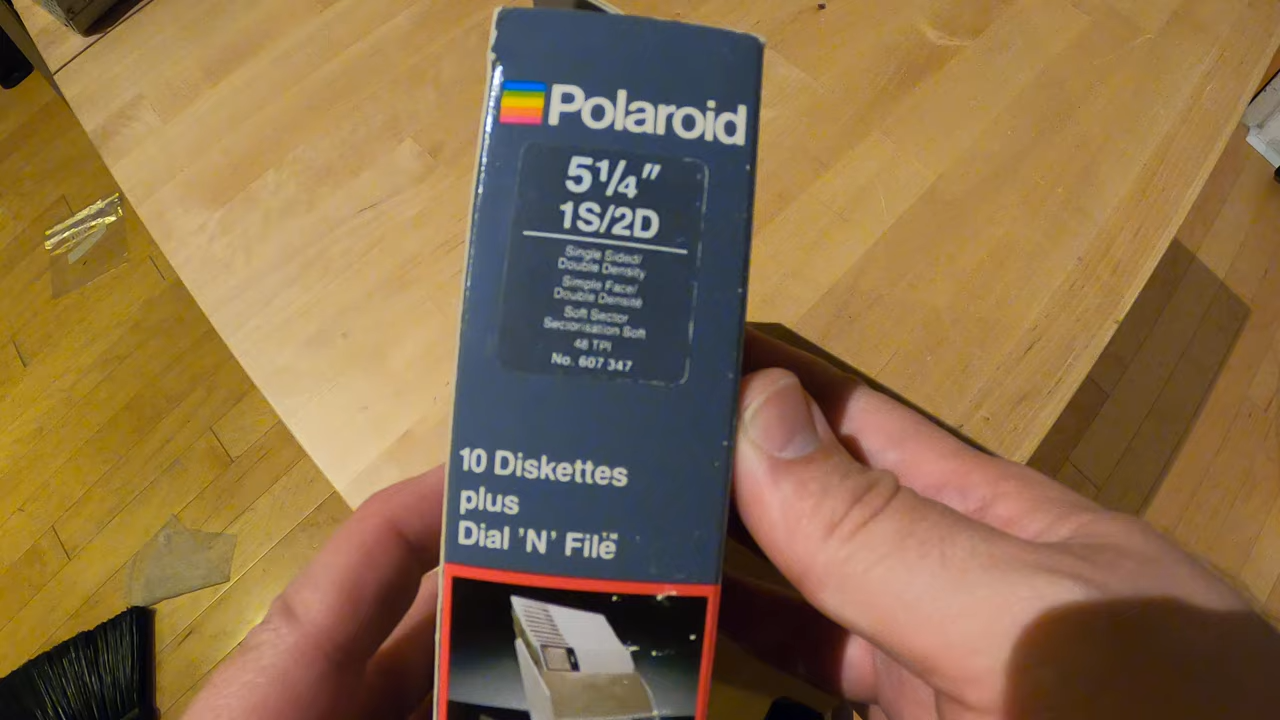 Polaroid
5¼"
1S/2D
Single Sided/
Double Density
Simple Face/
Double Densité
Soft Sector
Sectorisation Soft
48 TPI
No. 607 347
10 Diskettes
plus
Dial 'N' File™